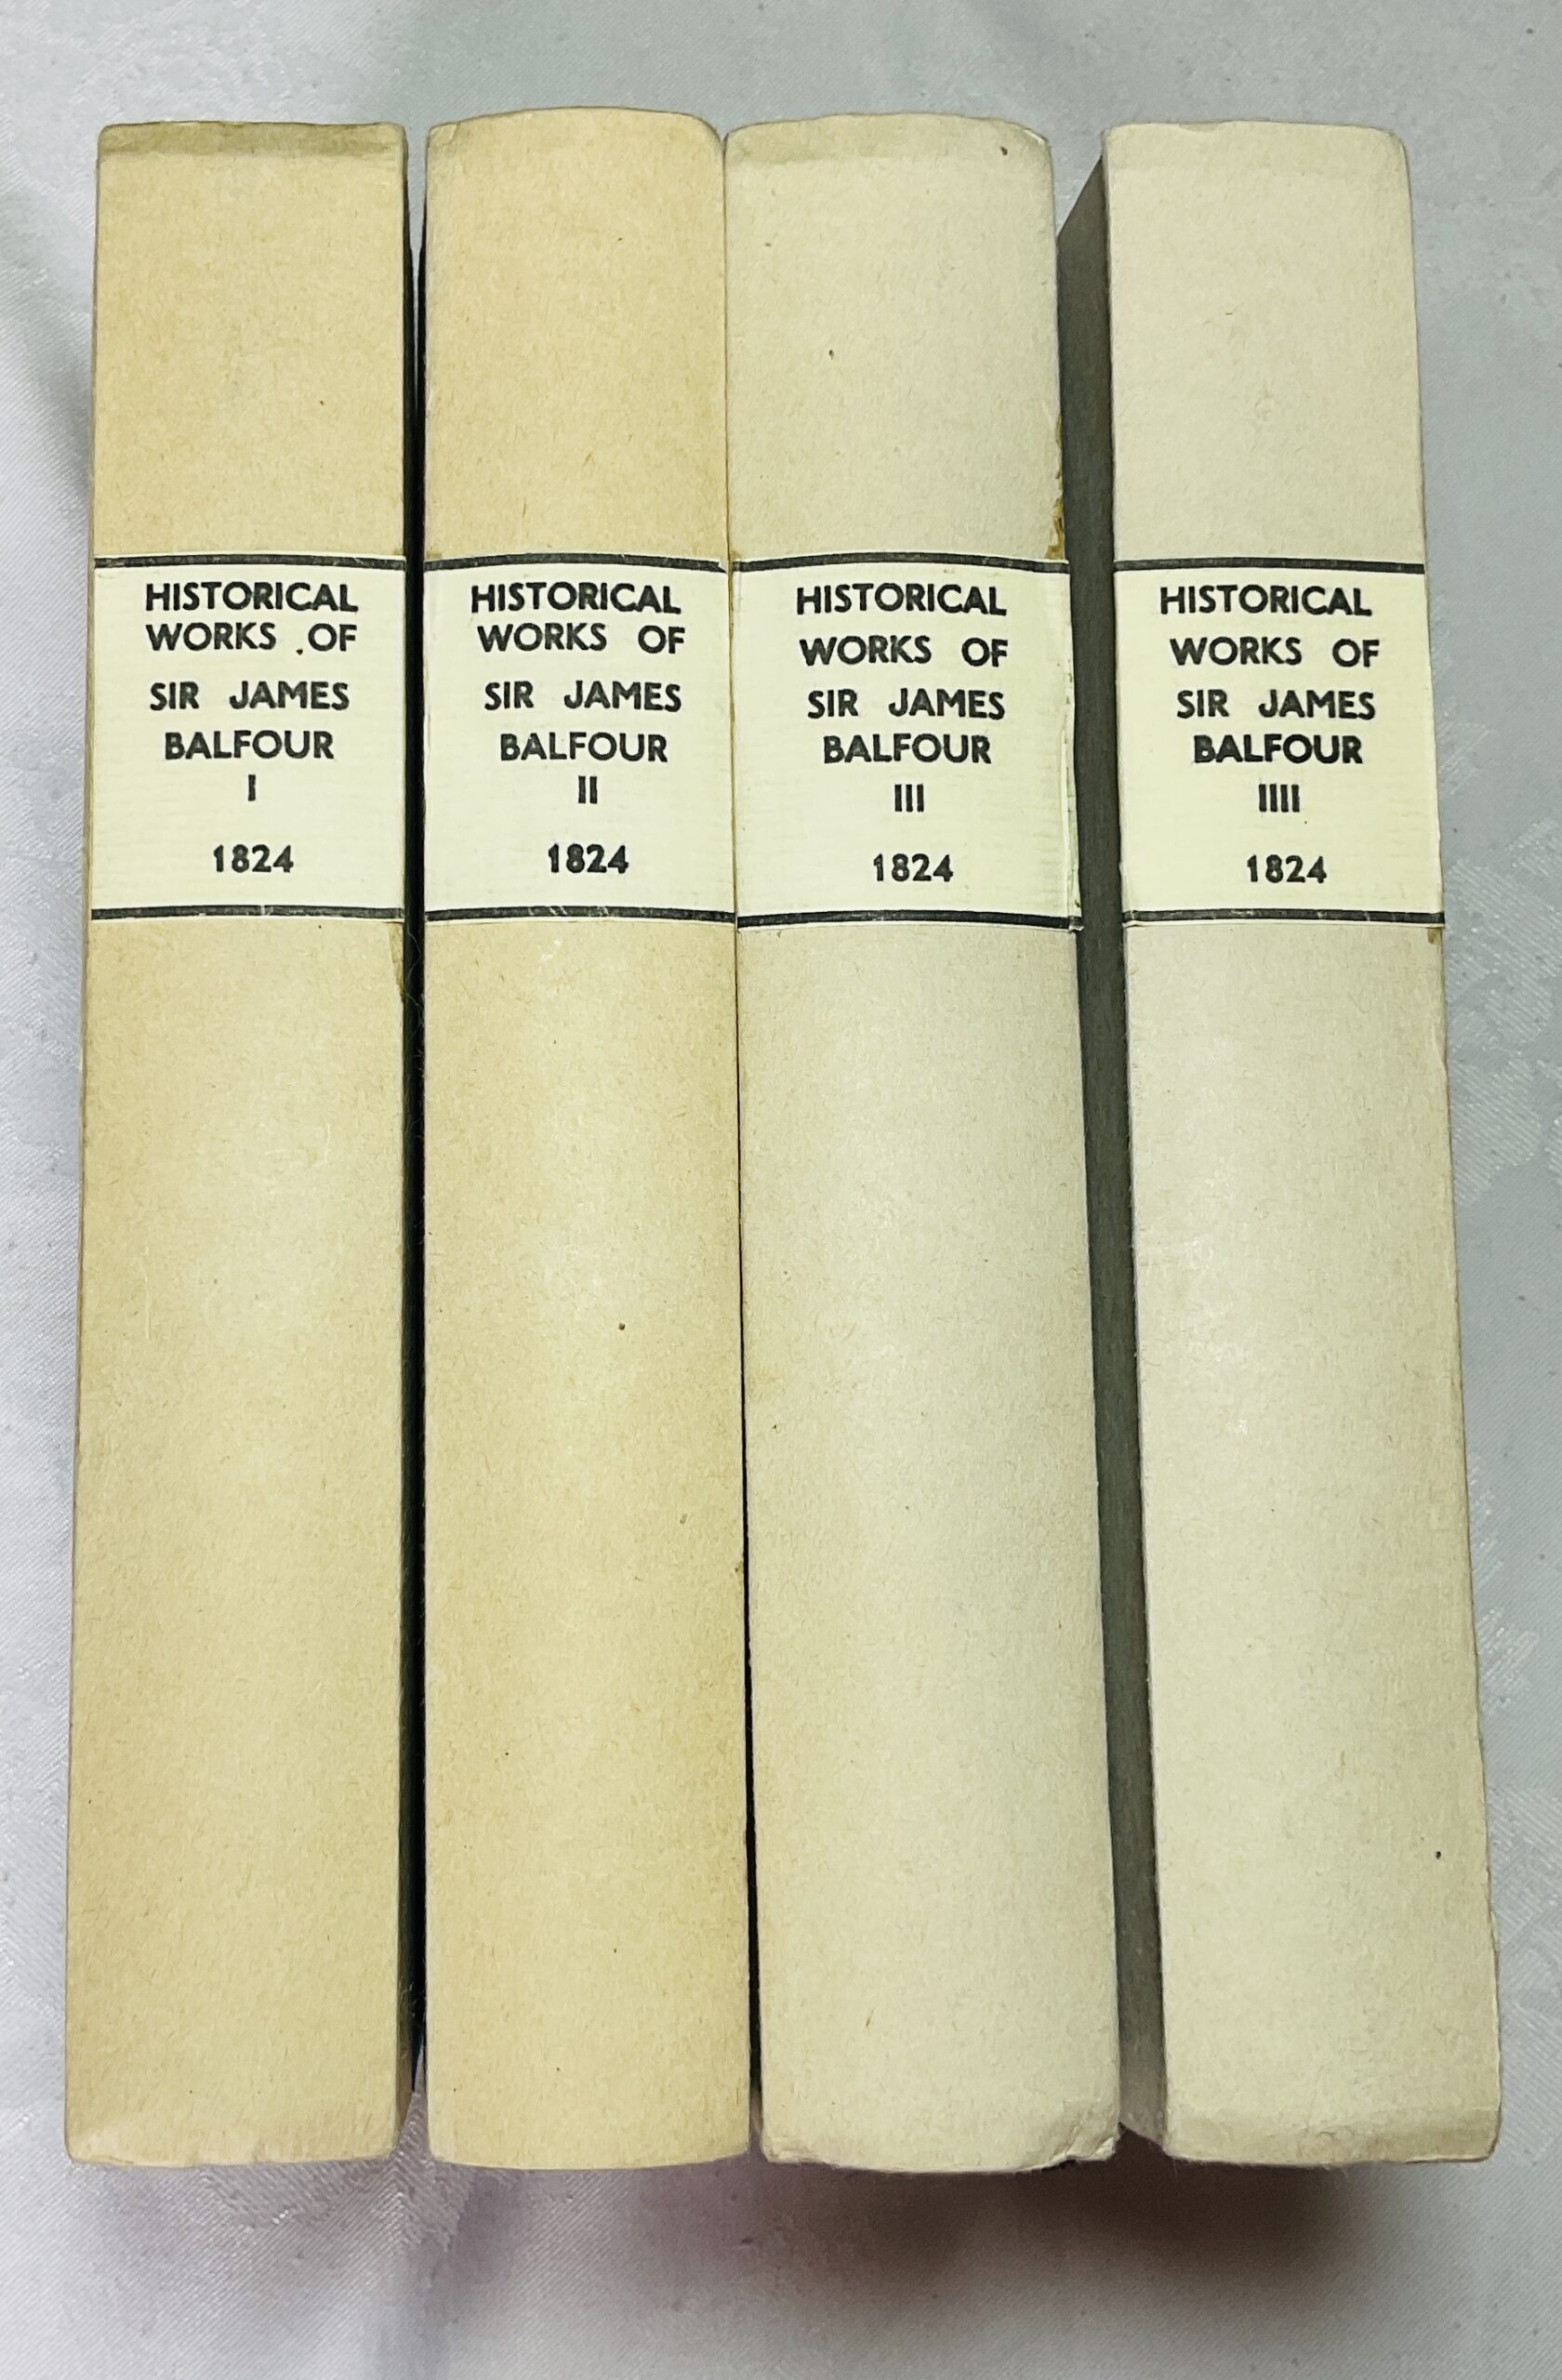 HISTORICAL
WORKS OF
SIR JAMES
BALFOUR
I
1824
HISTORICAL
WORKS OF
SIR JAMES
BALFOUR
II
1824
HISTORICAL
WORKS OF
SIR JAMES
BALFOUR
III
1824
HISTORICAL
WORKS OF
SIR JAMES
BALFOUR
IIII
1824